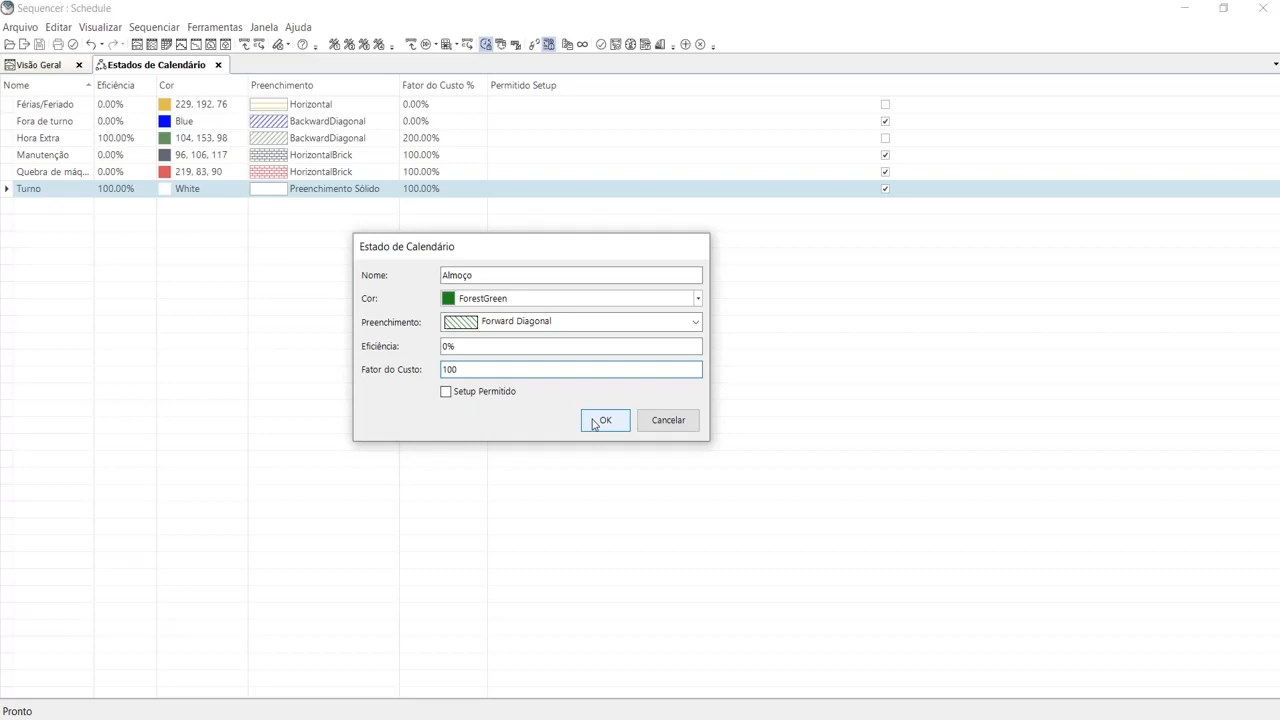 Sequencer : Schedule
Arquivo Editar Visualizar Sequenciar Ferramentas Janela Ajuda
Visão Geral Estados de Calendário
Nome Eficiência Cor Preenchimento Fator do Custo % Permitido Setup
Férias/Feriado 0.00% 229, 192, 76 Horizontal 0.00%
Fora de turno 0.00% Blue BackwardDiagonal 0.00%
Hora Extra 100.00% 104, 153, 98 BackwardDiagonal 200.00%
Manutenção 0.00% 96, 106, 117 HorizontalBrick 100.00%
Quebra de máq... 0.00% 219, 83, 90 HorizontalBrick 100.00%
Turno 100.00% White Preenchimento Sólido 100.00%
Estado de Calendário
Nome: Almoço
Cor: ForestGreen
Preenchimento: Forward Diagonal
Eficiência: 0%
Fator do Custo: 100
Setup Permitido
OK Cancelar
Pronto